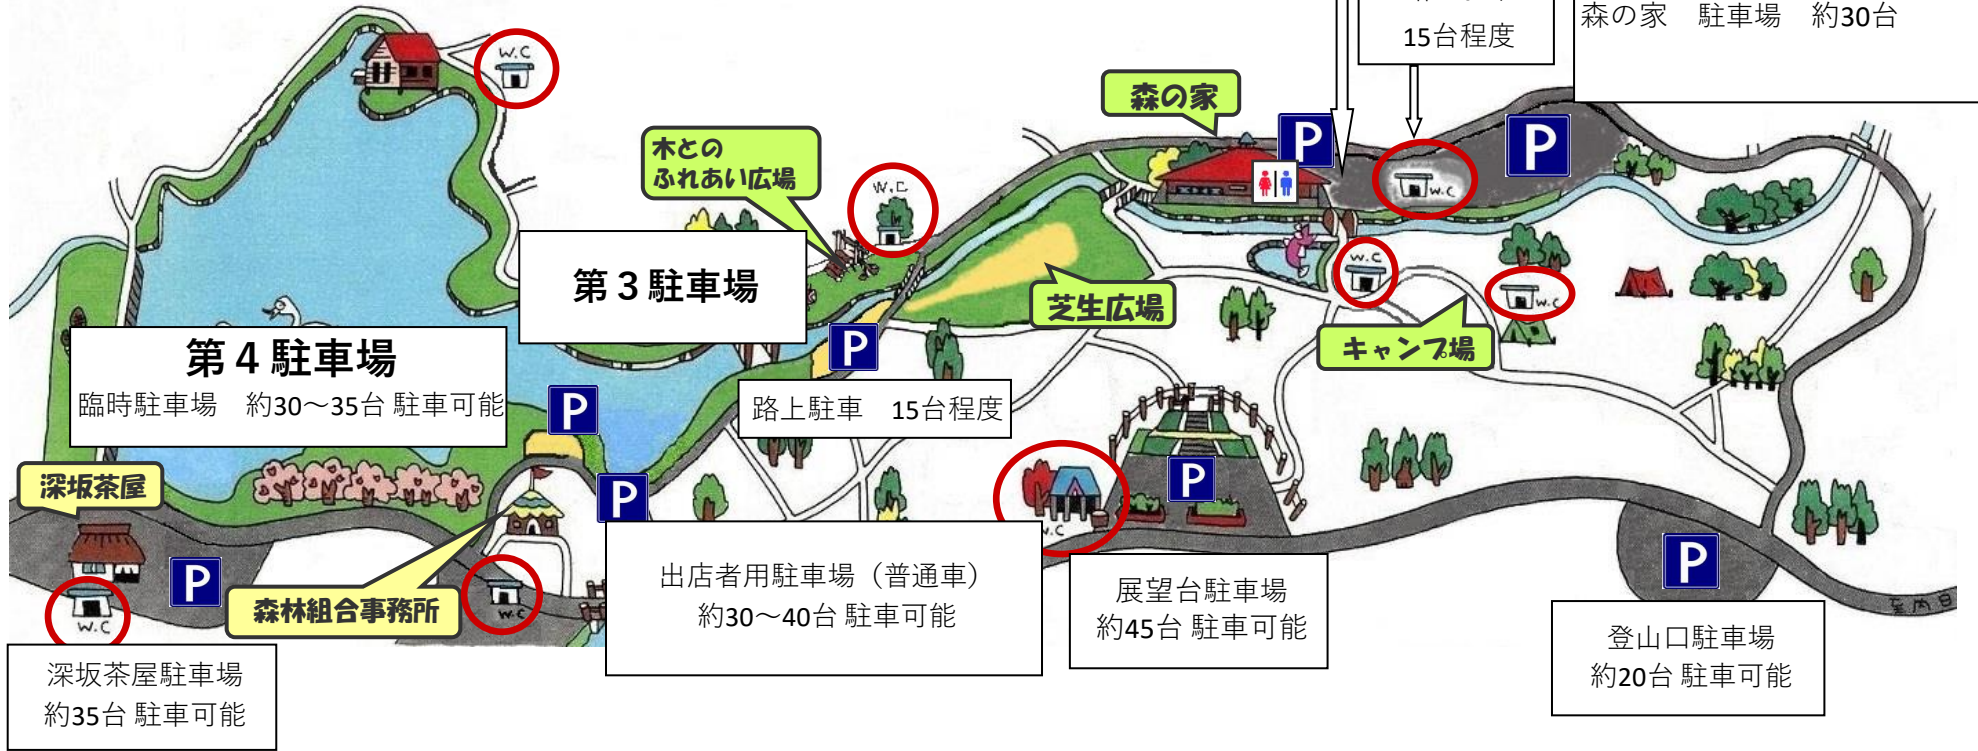 15台程度
森の家　駐車場　約30台
W.C
森の家
P
P
木との
ふれあい広場
W.C
W.C
第３駐車場
W.C
W.C
芝生広場
キャンプ場
P
第４駐車場
臨時駐車場　約30～35台 駐車可能
P
路上駐車　15台程度
深坂茶屋
P
P
W.C
P
P
森林組合事務所
W.C
W.C
出店者用駐車場（普通車）
約30～40台 駐車可能
展望台駐車場
約45台 駐車可能
至内日
登山口駐車場
約20台 駐車可能
深坂茶屋駐車場
約35台 駐車可能